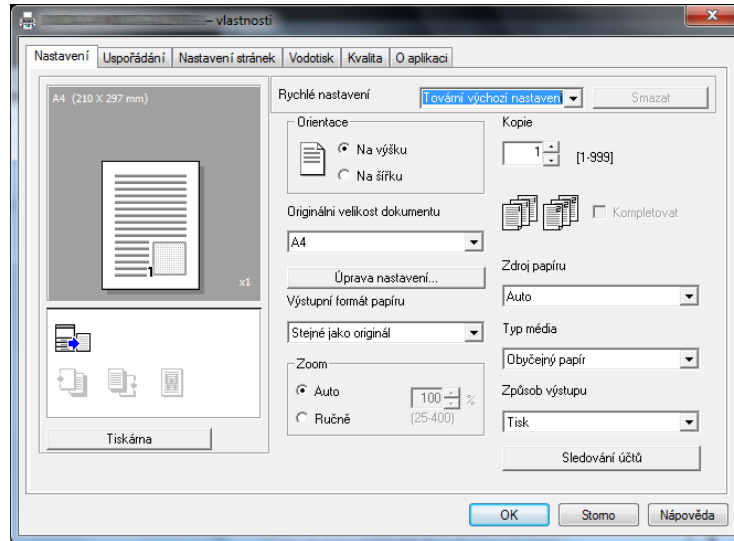 – vlastnosti
Nastavení Uspořádání Nastavení stránek Vodotisk Kvalita O aplikaci
A4 (210 X 297 mm)
x1
1
Tiskárna
Rychlé nastavení
Tovární výchozí nastaven
Smazat
Orientace
Na výšku
Na šířku
Originálni velikost dokumentu
A4
Úprava nastavení...
Výstupní formát papíru
Stejné jako originál
Zoom
Auto
100 %
Ručně
(25-400)
Kopie
1 [1-999]
Kompletovat
Zdroj papíru
Auto
Typ média
Obyčejný papír
Způsob výstupu
Tisk
Sledování účtů
OK Storno Nápověda